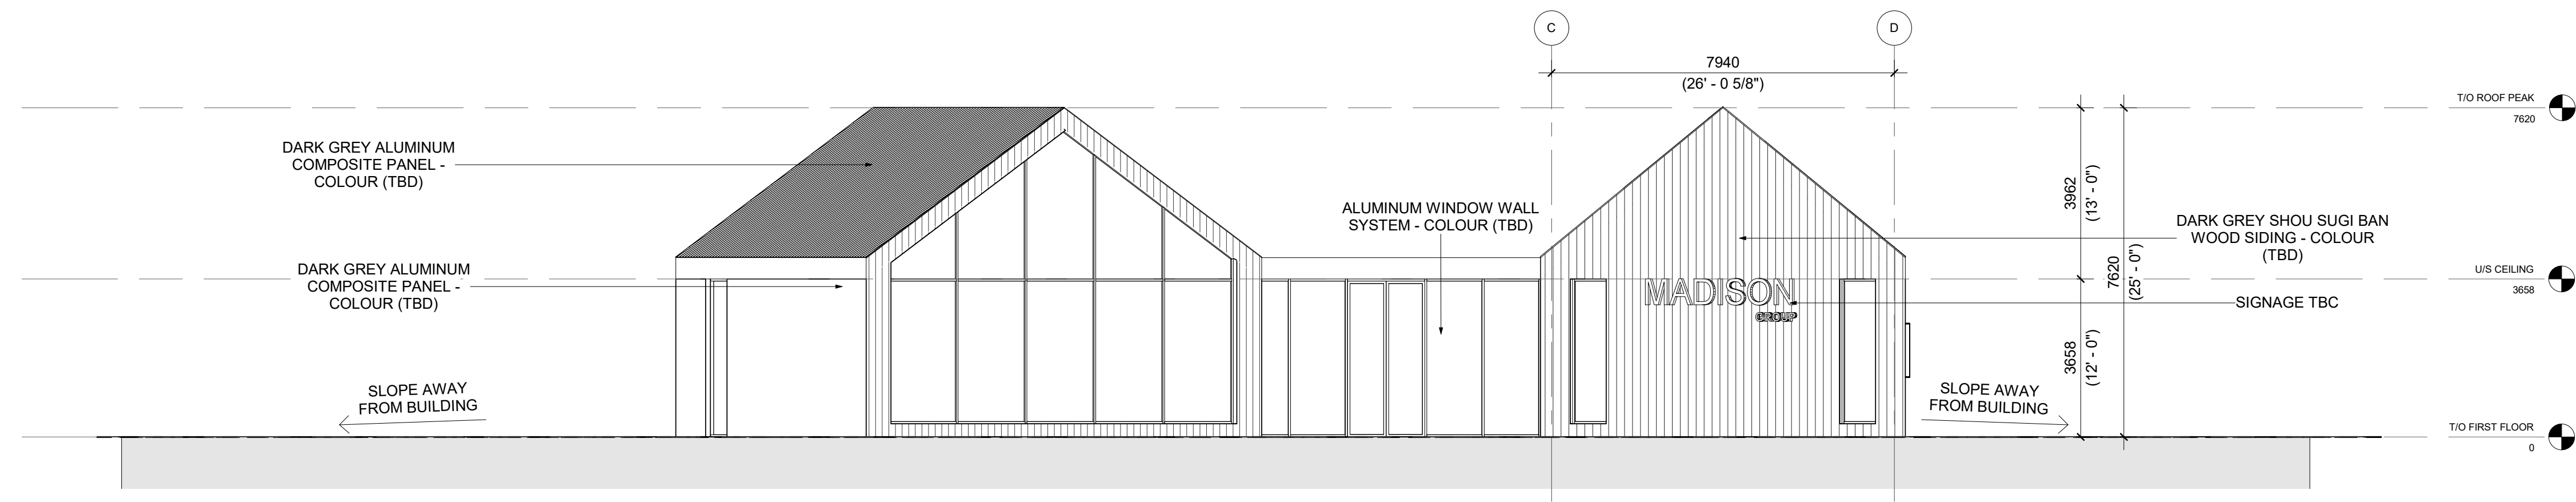 C
D
7940
(26' - 0 5/8")
T/O ROOF PEAK
7620
DARK GREY ALUMINUM
COMPOSITE PANEL -
COLOUR (TBD)
ALUMINUM WINDOW WALL
SYSTEM - COLOUR (TBD)
3962
(13' - 0")
DARK GREY SHOU SUGI BAN
WOOD SIDING - COLOUR
(TBD)
7620
(25' - 0")
DARK GREY ALUMINUM
COMPOSITE PANEL -
COLOUR (TBD)
U/S CEILING
3658
MADISON
GROUP
SIGNAGE TBC
3658
(12' - 0")
SLOPE AWAY
FROM BUILDING
SLOPE AWAY
FROM BUILDING
T/O FIRST FLOOR
0